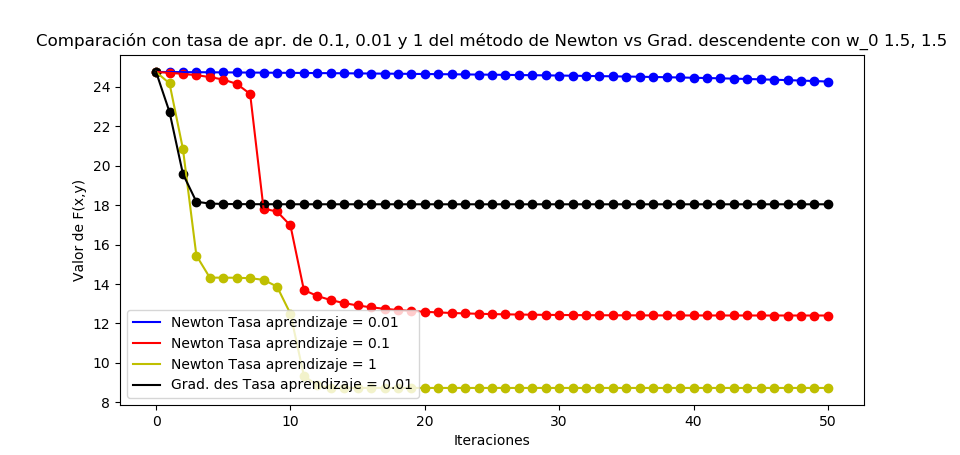 Comparación con tasa de apr. de 0.1, 0.01 y 1 del método de Newton vs Grad. descendente con w_0 1.5, 1.5
Valor de F(x,y)
24
22
20
18
16
14
12
10
8
Newton Tasa aprendizaje = 0.01
Newton Tasa aprendizaje = 0.1
Newton Tasa aprendizaje = 1
Grad. des Tasa aprendizaje = 0.01
0 10 20 30 40 50
Iteraciones